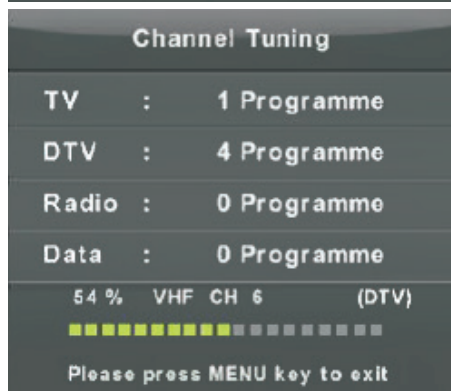 Channel Tuning
TV : 1 Programme
DTV : 4 Programme
Radio : 0 Programme
Data : 0 Programme
54 % VHF CH 6 (DTV)
Please press MENU key to exit